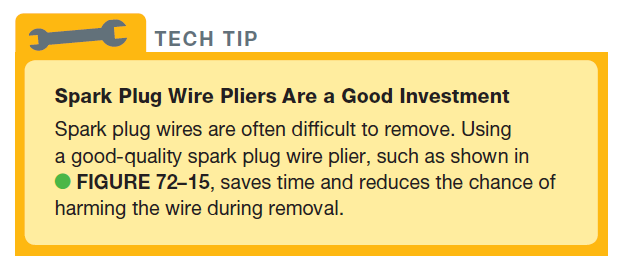 TECH TIP
Spark Plug Wire Pliers Are a Good Investment
Spark plug wires are often difficult to remove. Using
a good-quality spark plug wire plier, such as shown in
● FIGURE 72–15, saves time and reduces the chance of
harming the wire during removal.